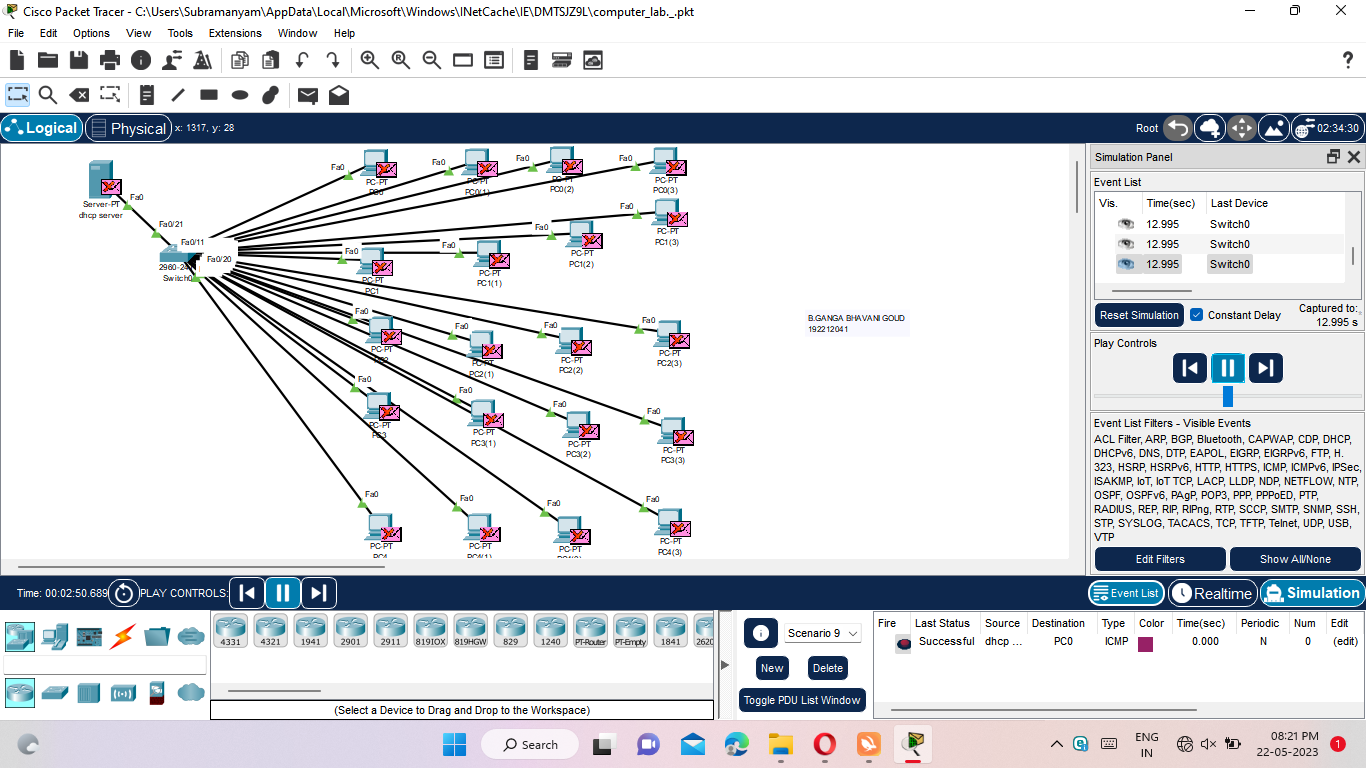 Cisco Packet Tracer - C:\Users\Subramanyam\AppData\Local\Microsoft\Windows\INetCache\IE\DMTSJZ9L\computer_lab._.pkt
File Edit Options View Tools Extensions Window Help
Logical Physical x: 1317, y: 28 Root 02:34:30
Server-PT
dhcp server
Fa0
Fa0/21
Fa0/11
Fa0/20
Switch0
Fa0 Fa0 Fa0 Fa0
PC-PT PC-PT PC-PT PC-PT
PC0 PC0(1) PC0(2) PC0(3)
Fa0 Fa0 Fa0 Fa0
PC-PT PC-PT PC-PT PC-PT
PC1 PC1(1) PC1(2) PC1(3)
Fa0 Fa0 Fa0 Fa0
PC-PT PC-PT PC-PT PC-PT
PC2 PC2(1) PC2(2) PC2(3)
Fa0 Fa0 Fa0 Fa0
PC-PT PC-PT PC-PT PC-PT
PC3 PC3(1) PC3(2) PC3(3)
Fa0 Fa0 Fa0 Fa0
PC-PT PC-PT PC-PT PC-PT
PC4 PC4(1) PC4(3)
B.GANGA BHAVANI GOUD
192212041
Simulation Panel
Event List
Vis. Time(sec) Last Device
12.995 Switch0
12.995 Switch0
12.995 Switch0
Reset Simulation Constant Delay Captured to:
12.995 s
Play Controls
Event List Filters - Visible Events
ACL Filter, ARP, BGP, Bluetooth, CAPWAP, CDP, DHCP,
DHCPv6, DNS, DTP, EAPOL, EIGRP, EIGRPv6, FTP, H.
323, HSRP, HSRPv6, HTTP, HTTPS, ICMP, ICMPv6, IPSec,
ISAKMP, IoT, IoT TCP, LACP, LLDP, NDP, NETFLOW, NTP,
OSPF, OSPFv6, PAgP, POP3, PPP, PPPoED, PTP,
RADIUS, REP, RIP, RIPng, RTP, SCCP, SMTP, SNMP, SSH,
STP, SYSLOG, TACACS, TCP, TFTP, Telnet, UDP, USB,
VTP
Edit Filters Show All/None
Time: 00:02:50.689 PLAY CONTROLS: Event List Realtime Simulation
4331 4321 1941 2901 2911 819IOX 819HGW 829 1240 PT-Router PT-Empty 1841 2620
(Select a Device to Drag and Drop to the Workspace)
Scenario 9
New Delete
Toggle PDU List Window
Fire Last Status Source Destination Type Color Time(sec) Periodic Num Edit
Successful dhcp ... PC0 ICMP 0.000 N 0 (edit)
Search
ENG
IN
08:21 PM
22-05-2023
1